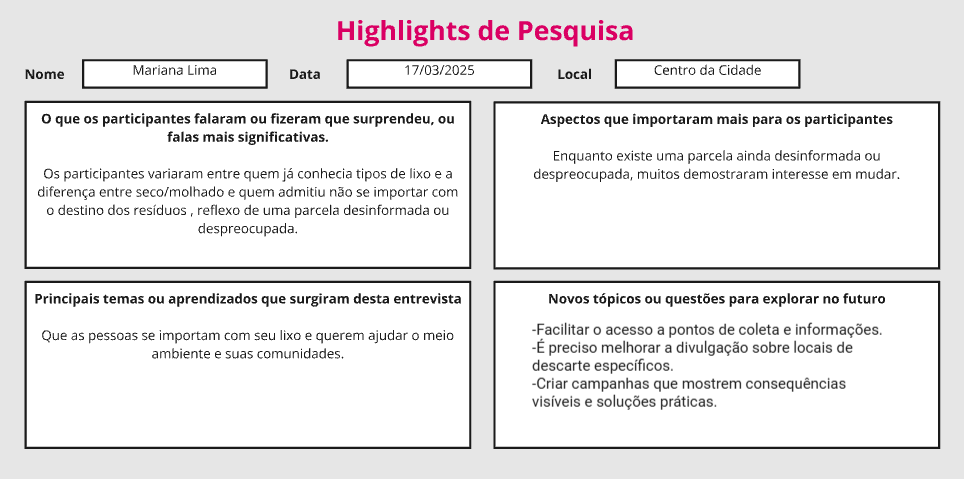 Highlights de Pesquisa
Nome Mariana Lima Data 17/03/2025 Local Centro da Cidade
O que os participantes falaram ou fizeram que surpreendeu, ou
falas mais significativas.
Os participantes variaram entre quem já conhecia tipos de lixo e a
diferença entre seco/molhado e quem admitiu não se importar com
o destino dos resíduos , reflexo de uma parcela desinformada ou
despreocupada.
Aspectos que importaram mais para os participantes
Enquanto existe uma parcela ainda desinformada ou
despreocupada, muitos demostraram interesse em mudar.
Principais temas ou aprendizados que surgiram desta entrevista
Que as pessoas se importam com seu lixo e querem ajudar o meio
ambiente e suas comunidades.
Novos tópicos ou questões para explorar no futuro
-Facilitar o acesso a pontos de coleta e informações.
-É preciso melhorar a divulgação sobre locais de
descarte específicos.
-Criar campanhas que mostrem consequências
visíveis e soluções práticas.